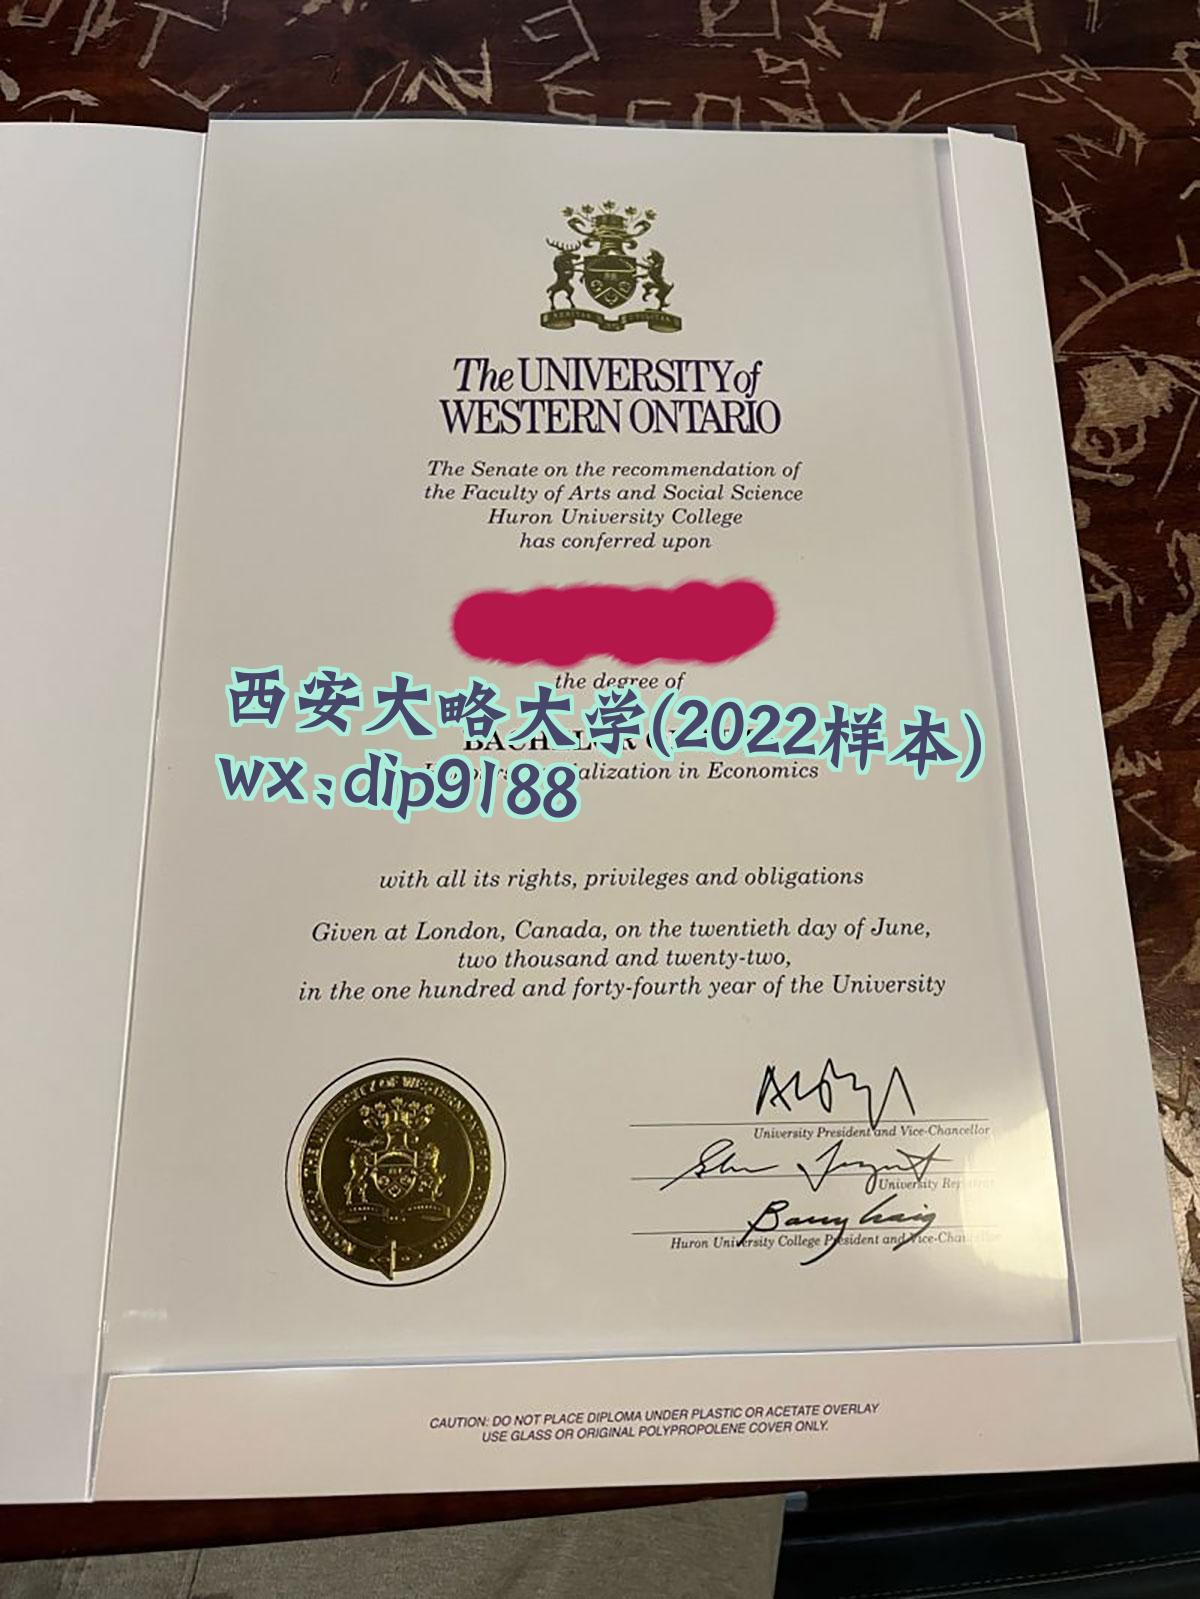 The UNIVERSITY of
WESTERN ONTARIO
The Senate on the recommendation of
the Faculty of Arts and Social Science
Huron University College
has conferred upon
the degree of
西安大略大学(2022样本)
wx:dip9188
in Economics
with all its rights, privileges and obligations
Given at London, Canada, on the twentieth day of June,
two thousand and twenty-two,
in the one hundred and forty-fourth year of the University
THE UNIVERSITY OF WESTERN ONTARIO
University President and Vice-Chancellor
University
Huron University College President and
CAUTION: DO NOT PLACE DIPLOMA UNDER PLASTIC OR ACETATE OVERLAY
USE GLASS OR ORIGINAL POLYPROPOLENE COVER ONLY.